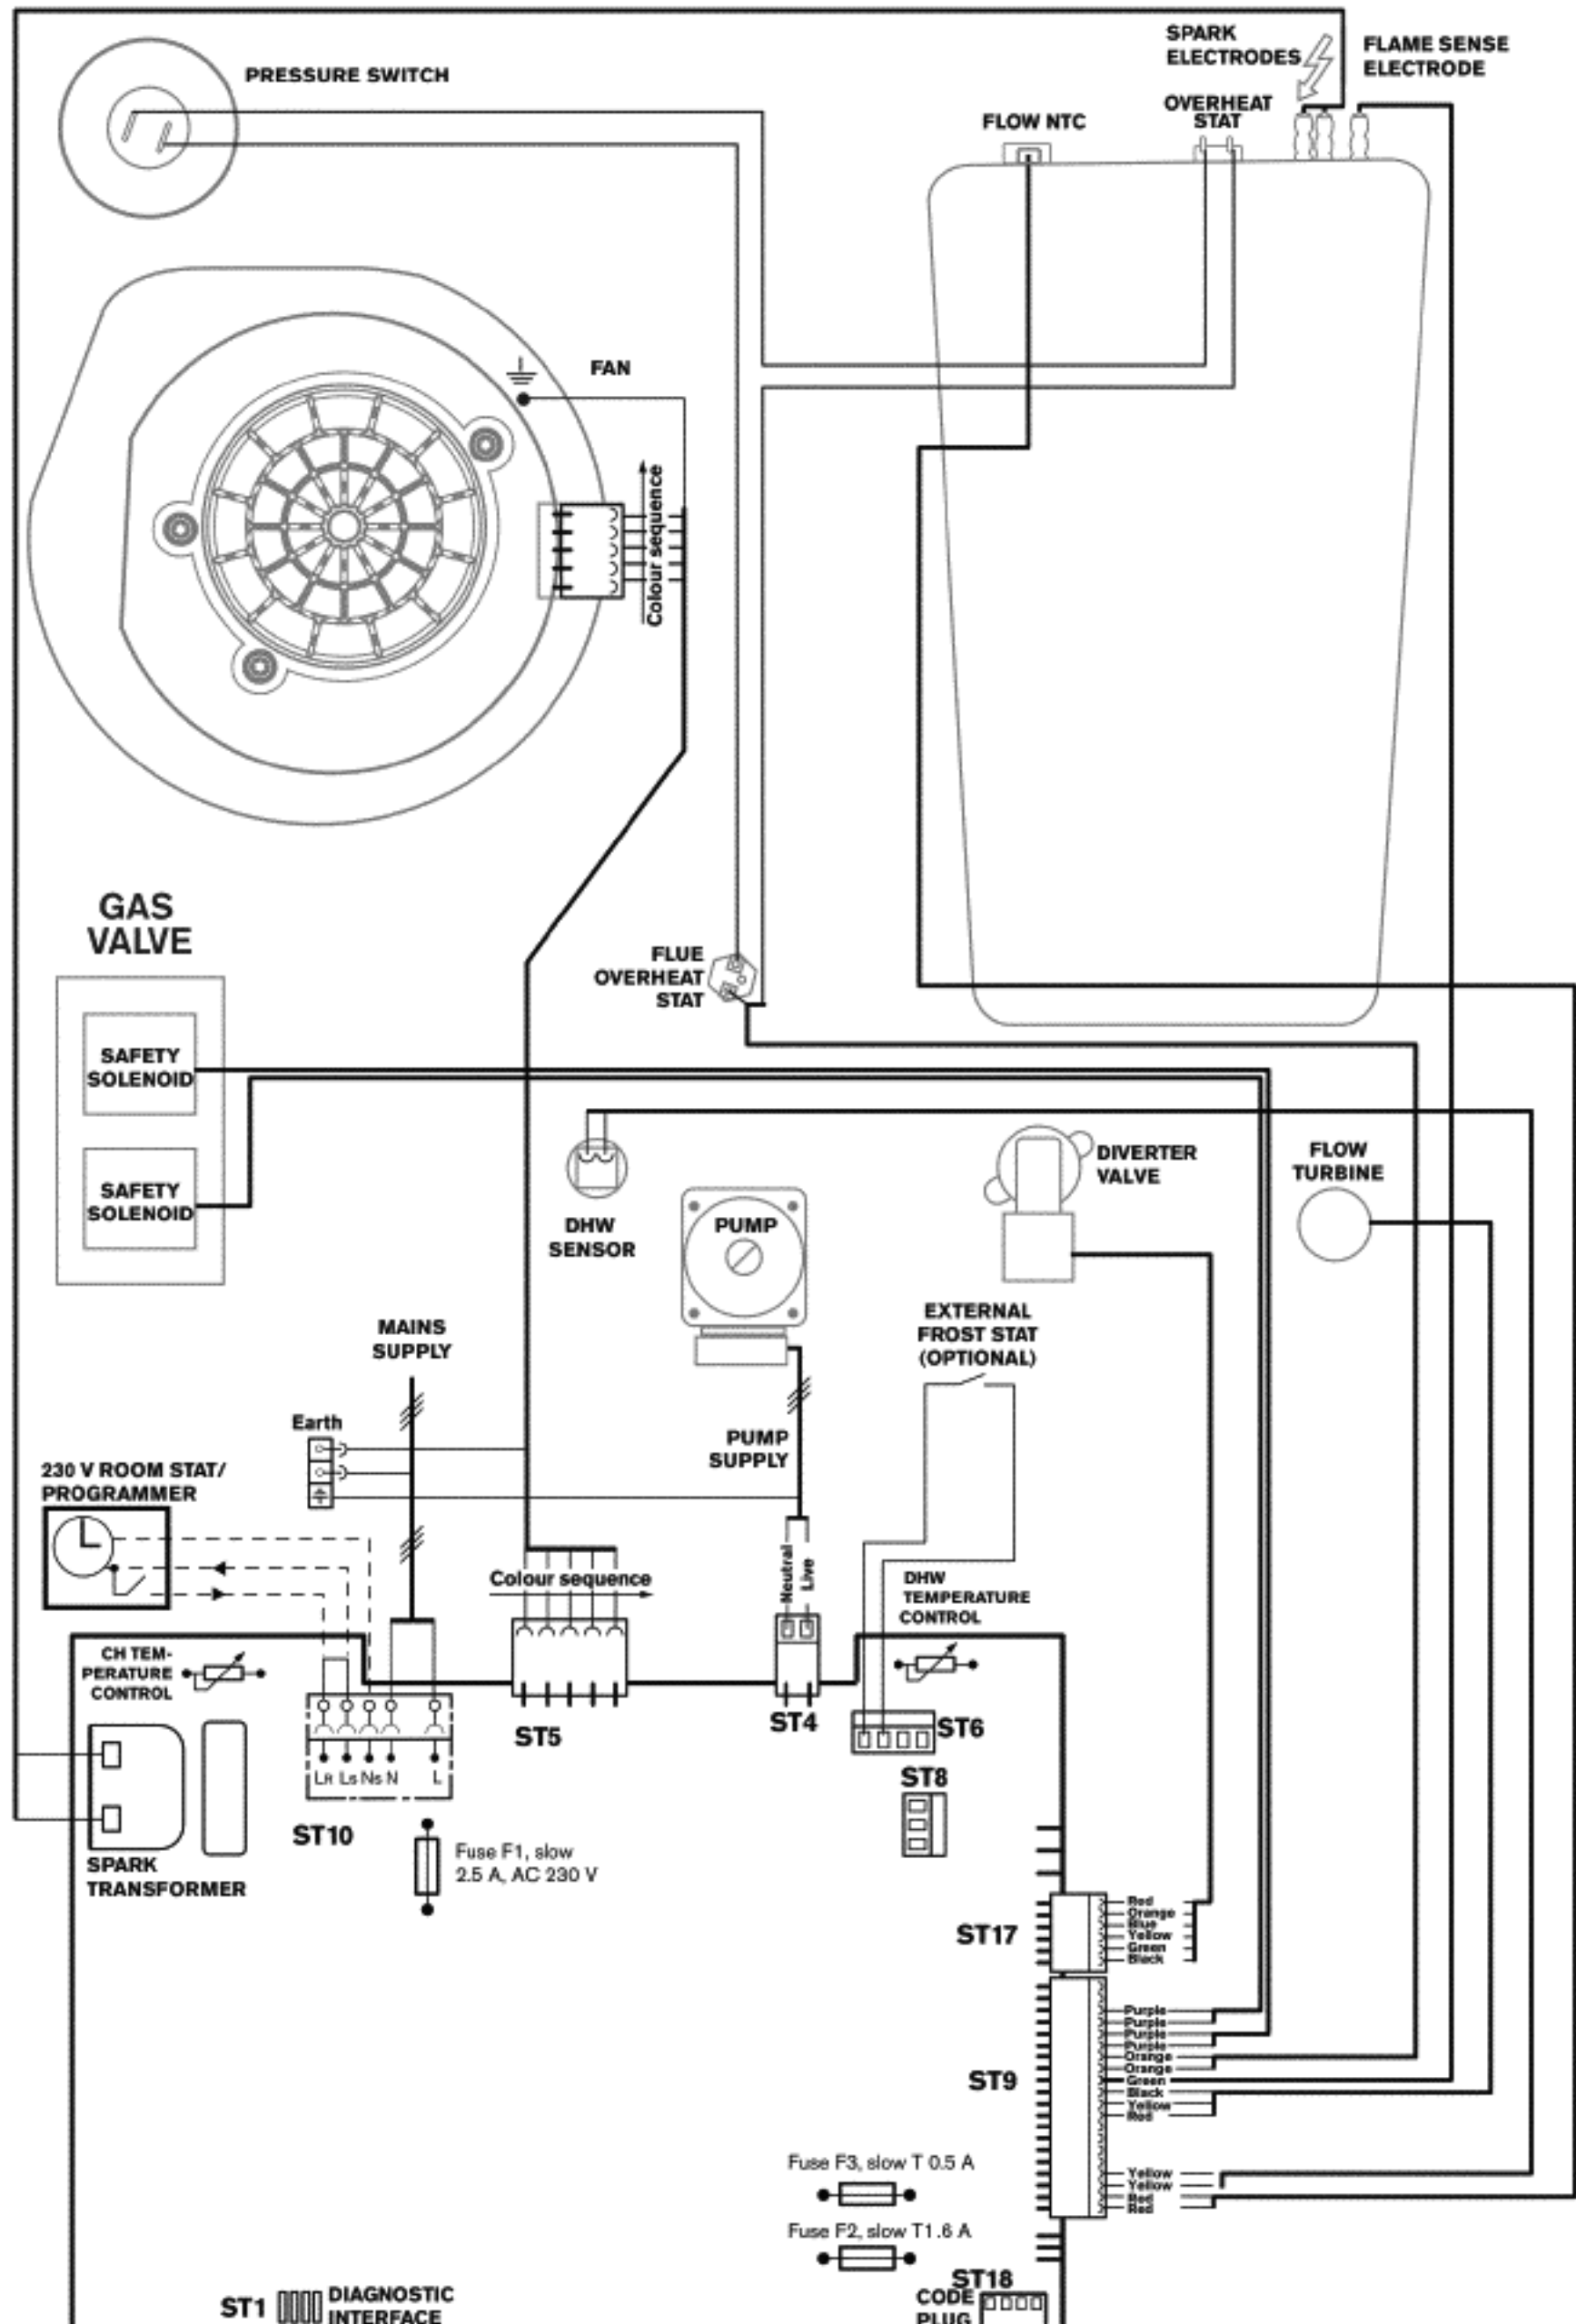 SPARK
ELECTRODES
FLAME SENSE
ELECTRODE
PRESSURE SWITCH
OVERHEAT
STAT
FLOW NTC
FAN
Colour sequence
GAS
VALVE
FLUE
OVERHEAT
STAT
SAFETY
SOLENOID
SAFETY
SOLENOID
DHW
SENSOR
PUMP
DIVERTER
VALVE
FLOW
TURBINE
EXTERNAL
FROST STAT
(OPTIONAL)
MAINS
SUPPLY
Earth
PUMP
SUPPLY
230 V ROOM STAT/
PROGRAMMER
Neutral
Live
Colour sequence
DHW
TEMPERATURE
CONTROL
CH TEM-
PERATURE
CONTROL
ST5
ST4
ST6
LR LS NS N L
ST8
ST10
Fuse F1, slow
2.5 A, AC 230 V
SPARK
TRANSFORMER
ST17
Red
Orange
Blue
Yellow
Green
Black
ST9
Purple
Purple
Purple
Purple
Orange
Orange
Green
Black
Yellow
Red
Yellow
Yellow
Red
Red
Fuse F3, slow T 0.5 A
Fuse F2, slow T1.6 A
ST18
CODE
PLUG
ST1
DIAGNOSTIC
INTERFACE